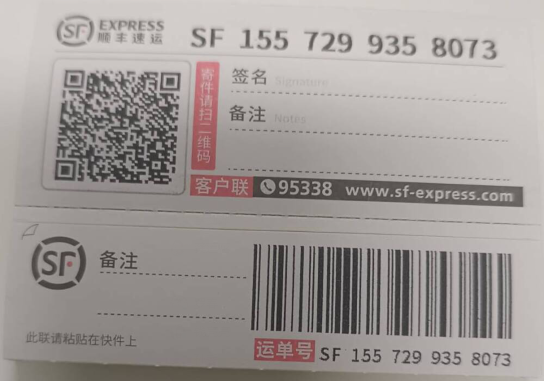 SF EXPRESS
顺丰速运
SF 155 729 935 8073
寄件请扫二维码
签名 Signature
备注 Notes
客户联 95338 www.sf-express.com
SF 备注
此联请粘贴在快件上
运单号 SF 155 729 935 8073